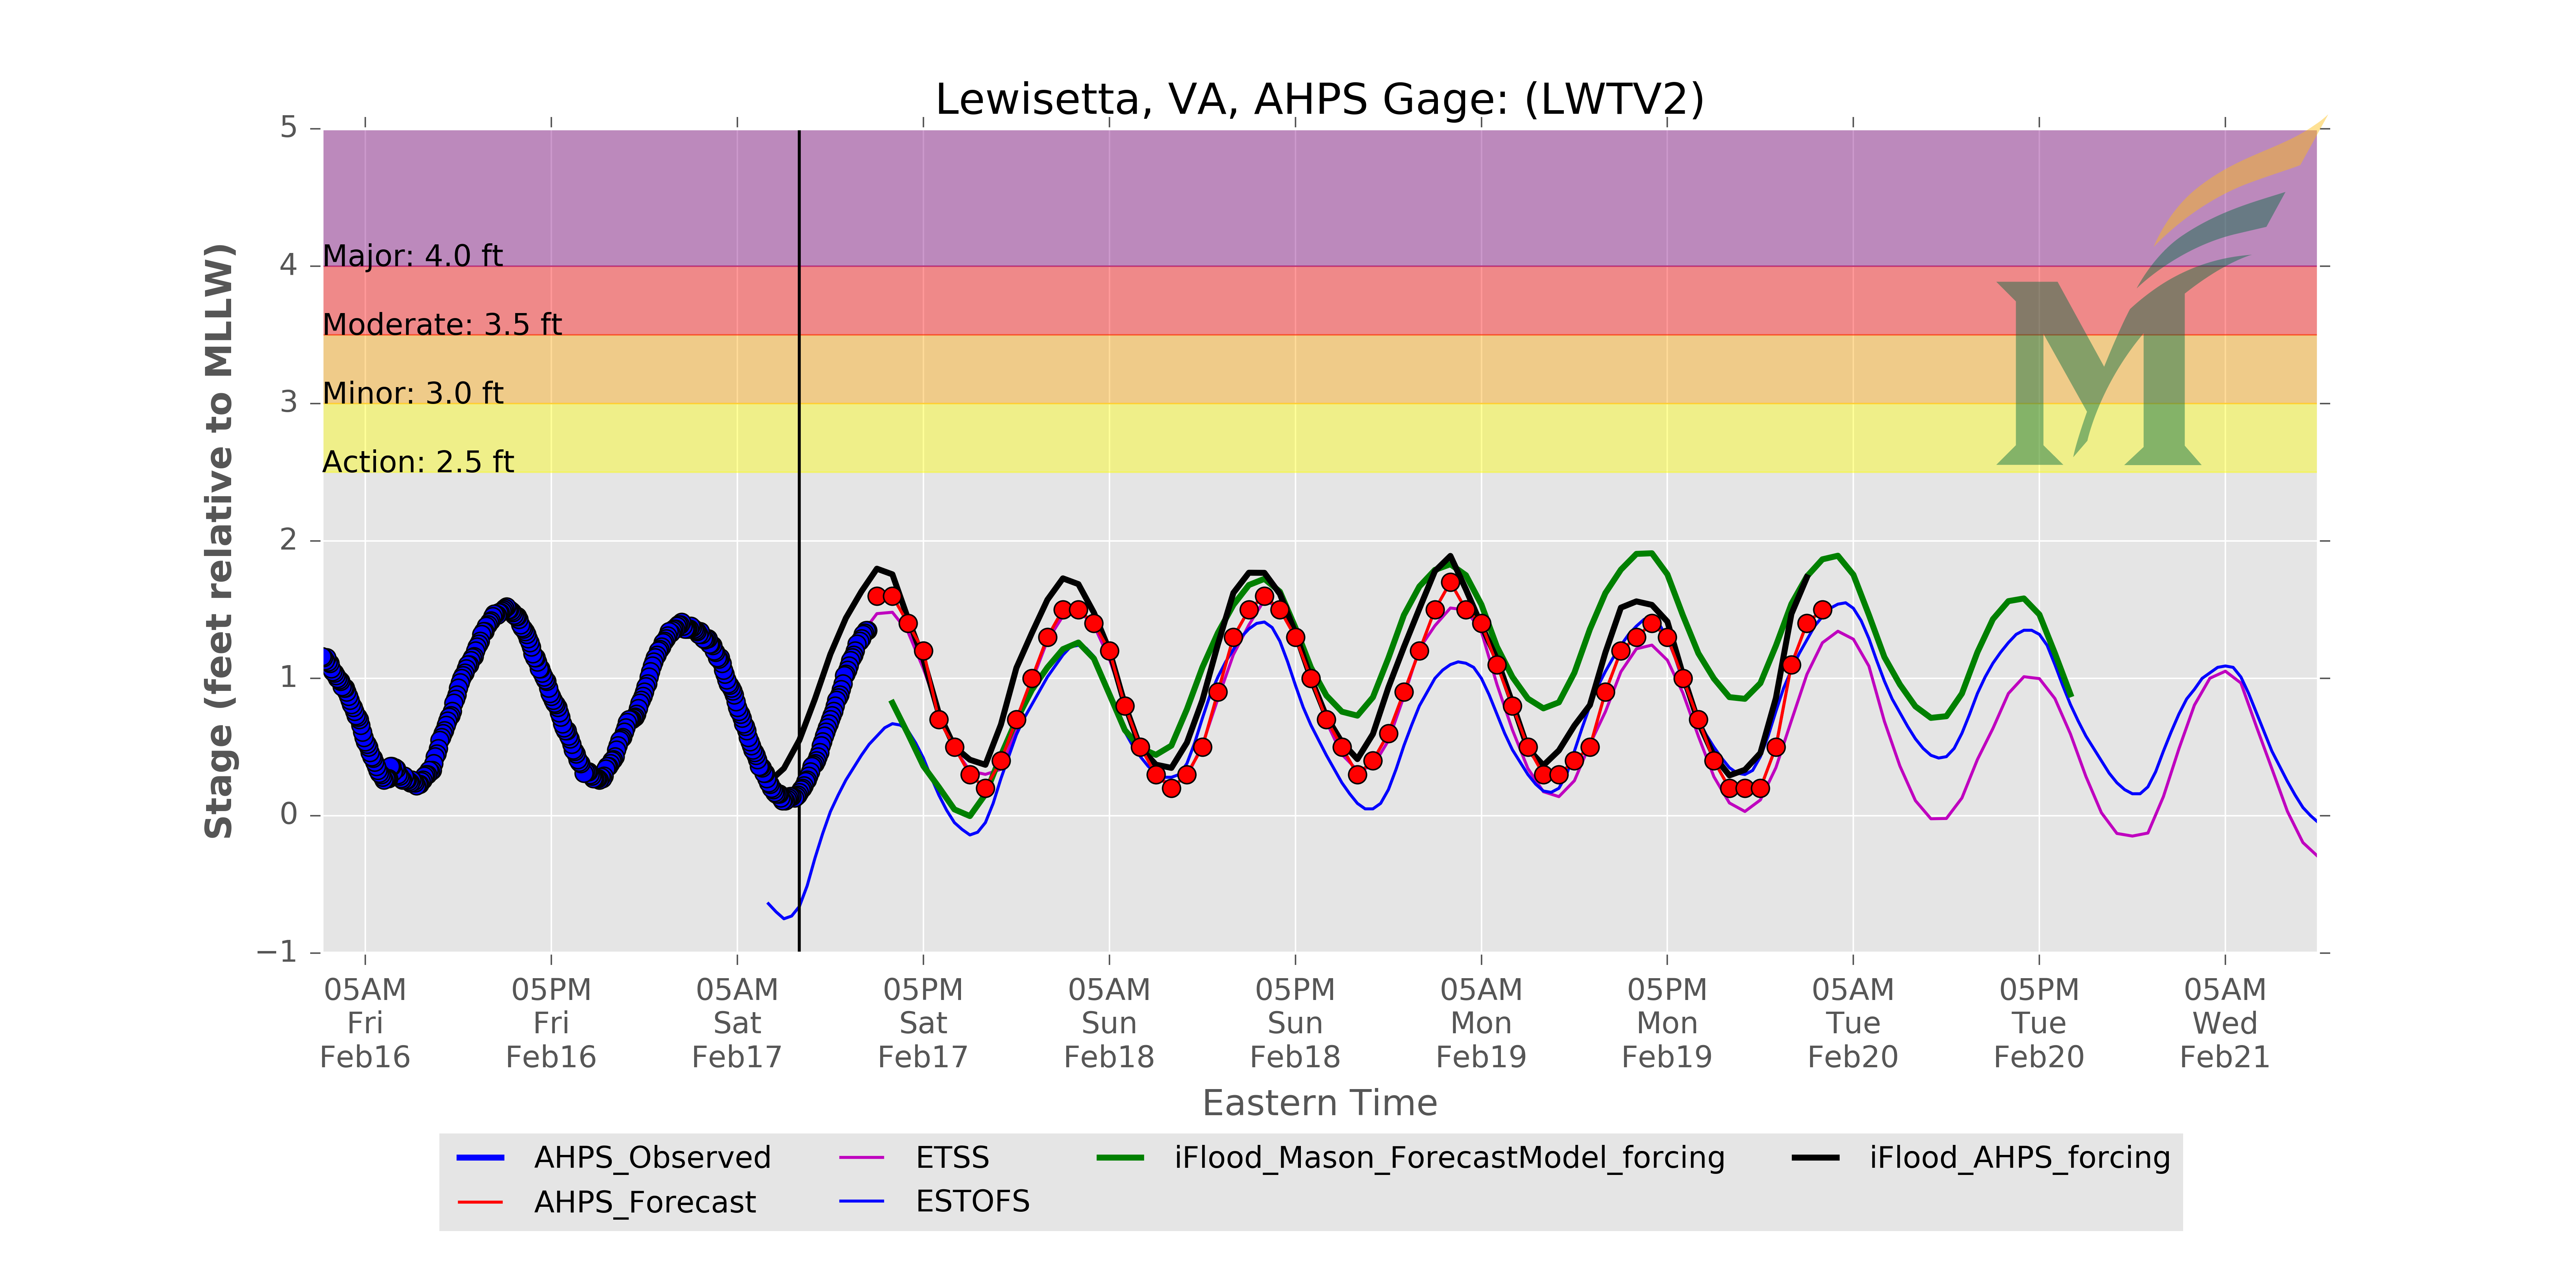 Lewisetta, VA, AHPS Gage: (LWTV2)
Stage (feet relative to MLLW)
5
4
3
2
1
0
−1
Major: 4.0 ft
Moderate: 3.5 ft
Minor: 3.0 ft
Action: 2.5 ft
M
05AM 05PM 05AM 05PM 05AM 05PM 05AM 05PM 05AM 05PM 05AM
Fri Fri Sat Sat Sun Sun Mon Mon Tue Tue Wed
Feb16 Feb16 Feb17 Feb17 Feb18 Feb18 Feb19 Feb19 Feb20 Feb20 Feb21
Eastern Time
AHPS_Observed ETSS iFlood_Mason_ForecastModel_forcing iFlood_AHPS_forcing
AHPS_Forecast ESTOFS